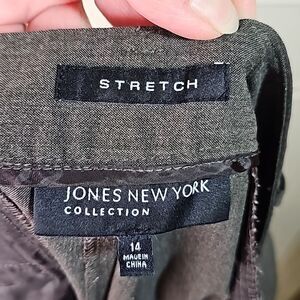 STRETCH
JONES NEW YORK
COLLECTION
14
MADE IN
CHINA